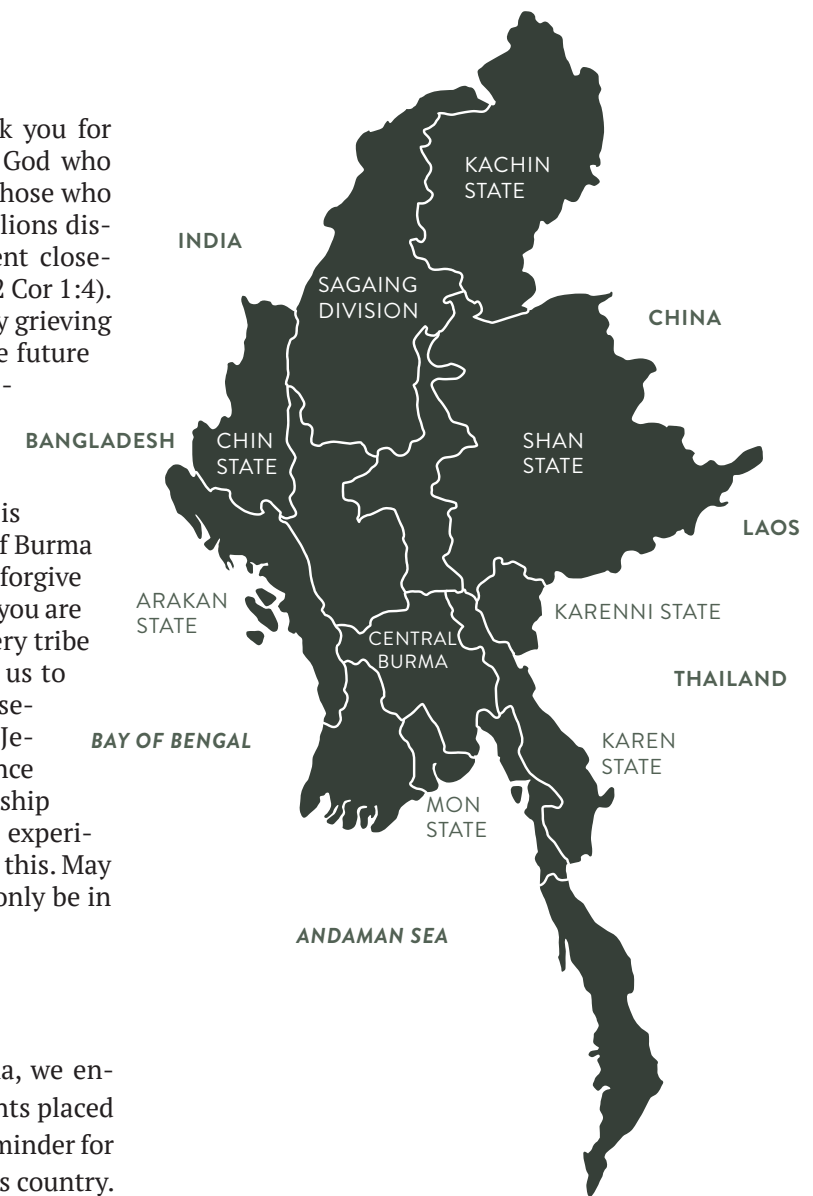 k you for
God who
hose who
lions dis-
ent close-
2 Cor 1:4).
y grieving
e future
-
is
f Burma
forgive
you are
ery tribe
us to
se-
Je-
nce
ship
experi-
this. May
only be in
a, we en-
nts placed
minder for
s country.
KACHIN
STATE
INDIA
SAGAING
DIVISION
CHINA
BANGLADESH
CHIN
STATE
SHAN
STATE
LAOS
ARAKAN
STATE
KARENNI STATE
CENTRAL
BURMA
THAILAND
BAY OF BENGAL
KAREN
STATE
MON
STATE
ANDAMAN SEA